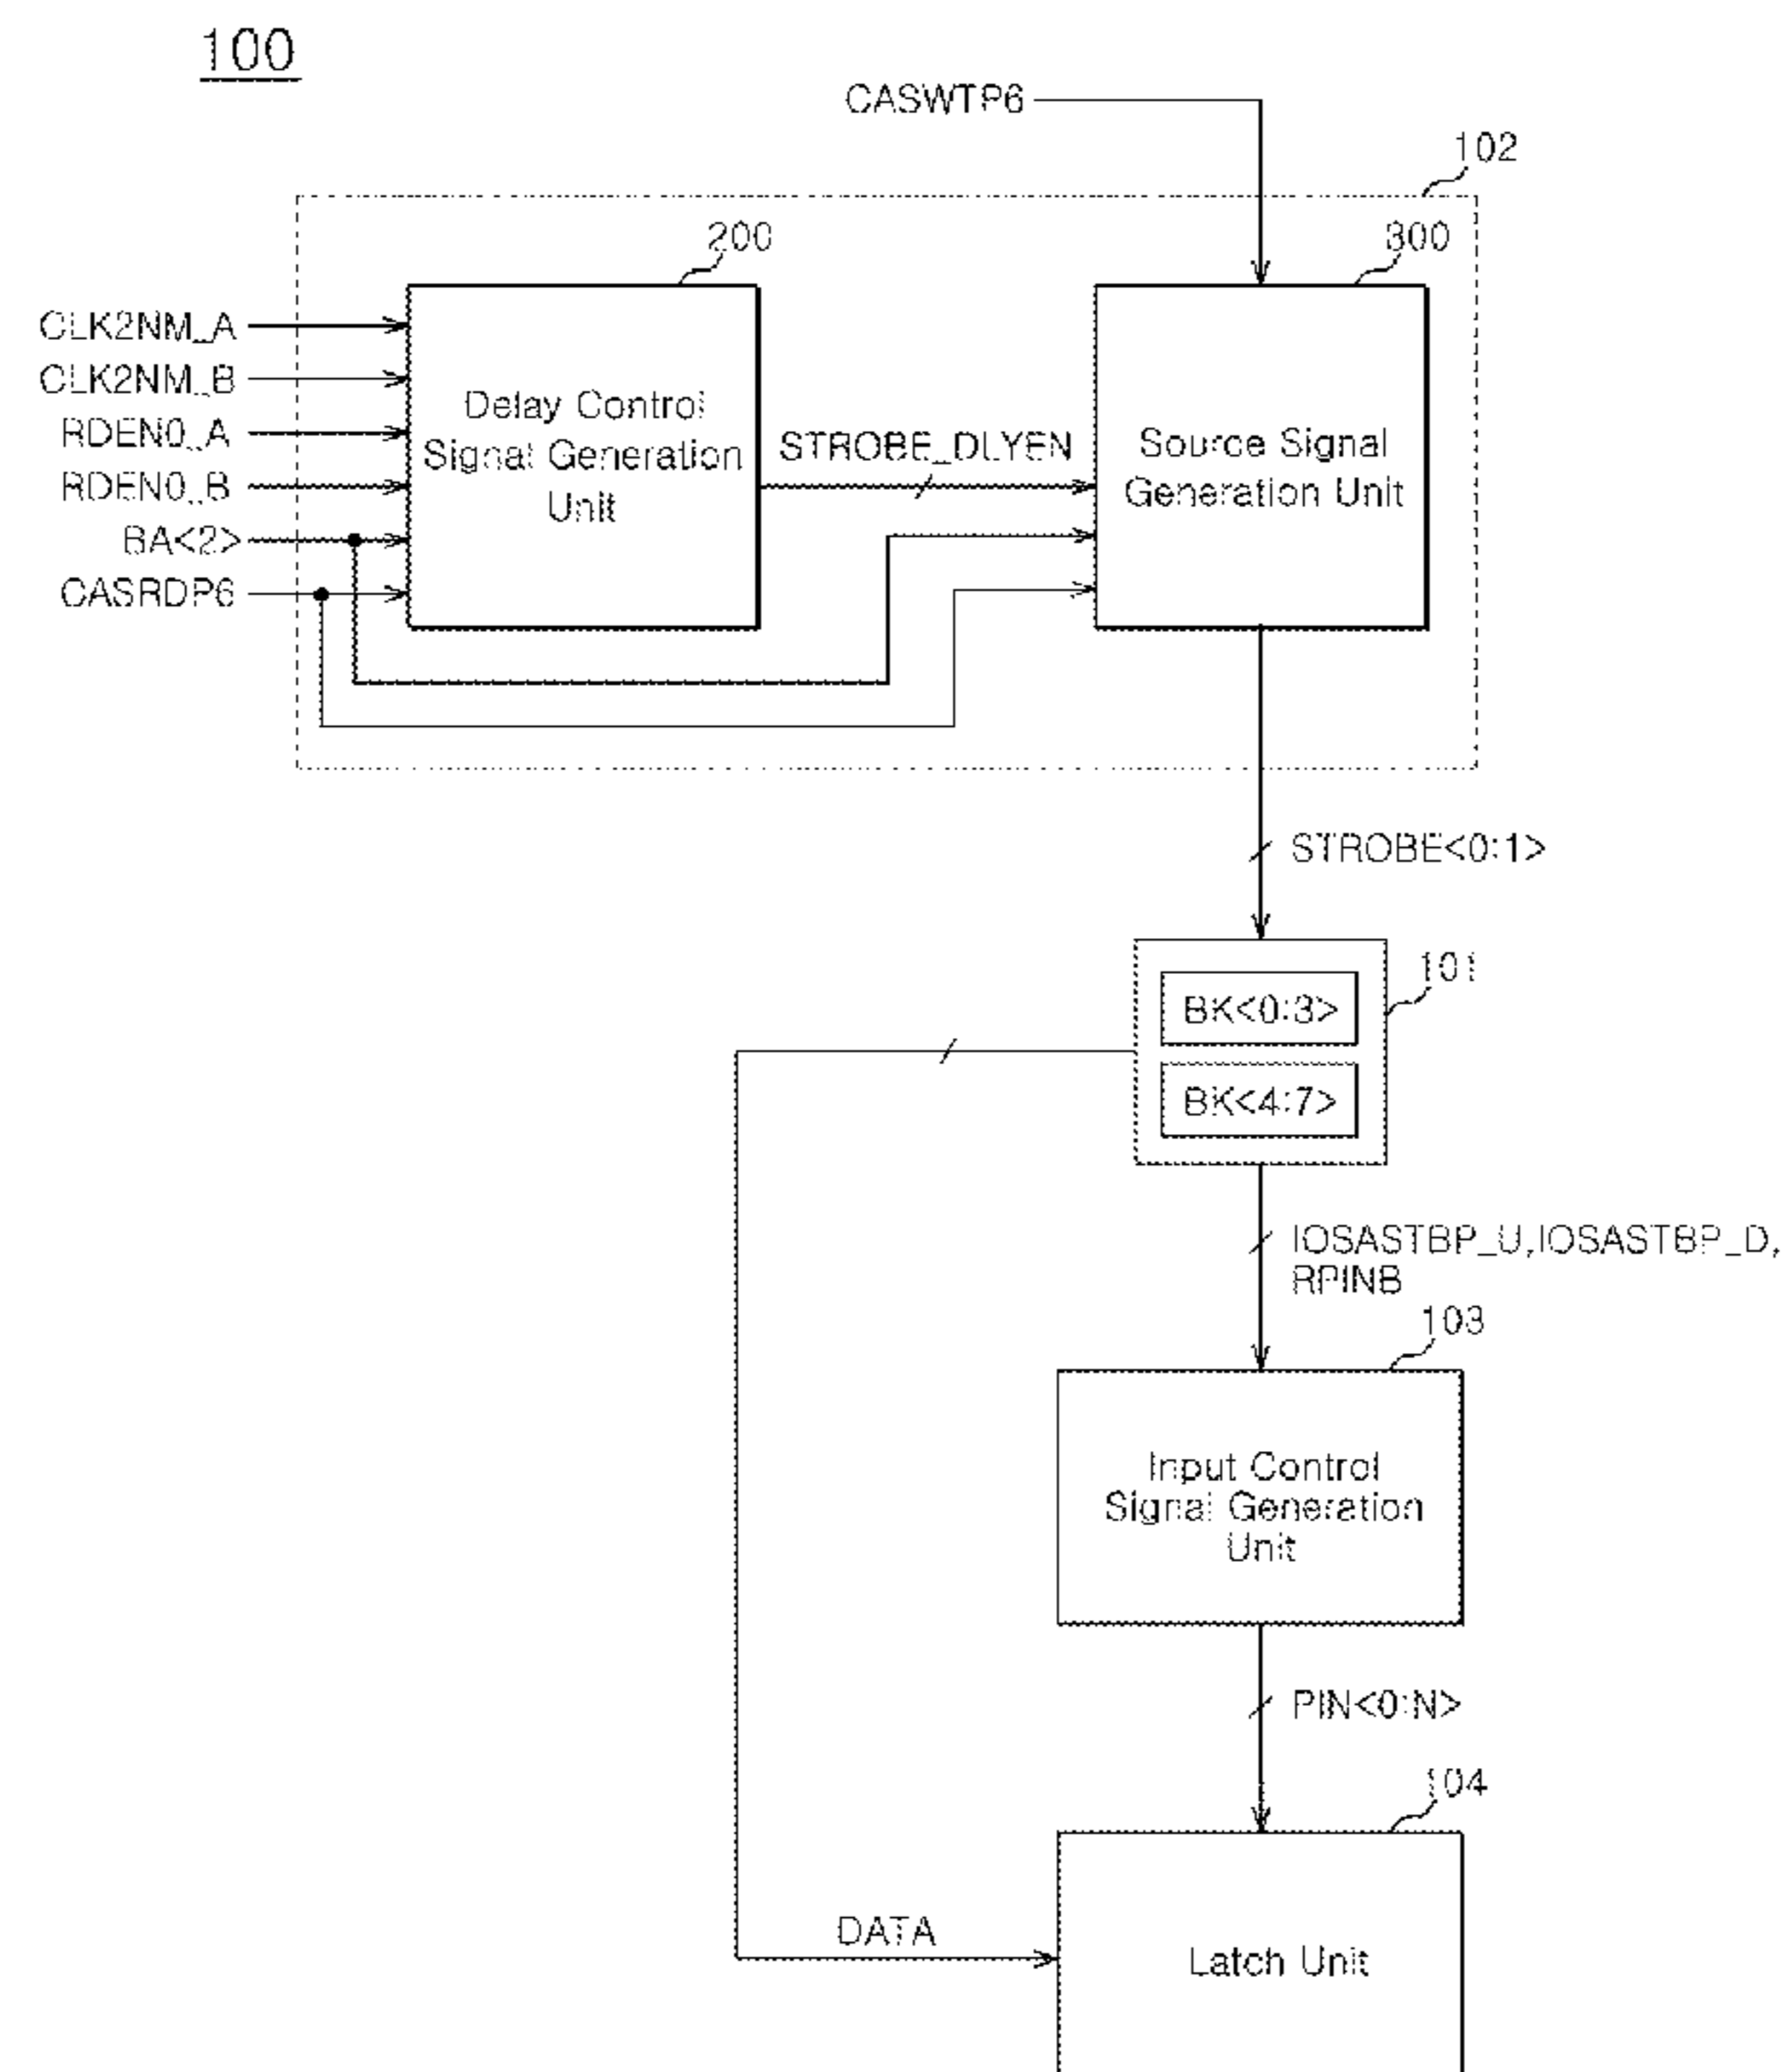 100
CASWTP6
102
200
300
CLK2NM_A
CLK2NM_B
RDEN0_A
RDEN0_B
BA<2>
CASRDP6
Delay Control
Signal Generation
Unit
STROBE_DLYEN
Source Signal
Generation Unit
STROBE<0:1>
101
BK<0:3>
BK<4:7>
IOSASTBP_U,IOSASTBP_D,
RPINB
103
Input Control
Signal Generation
Unit
PIN<0:N>
104
DATA
Latch Unit